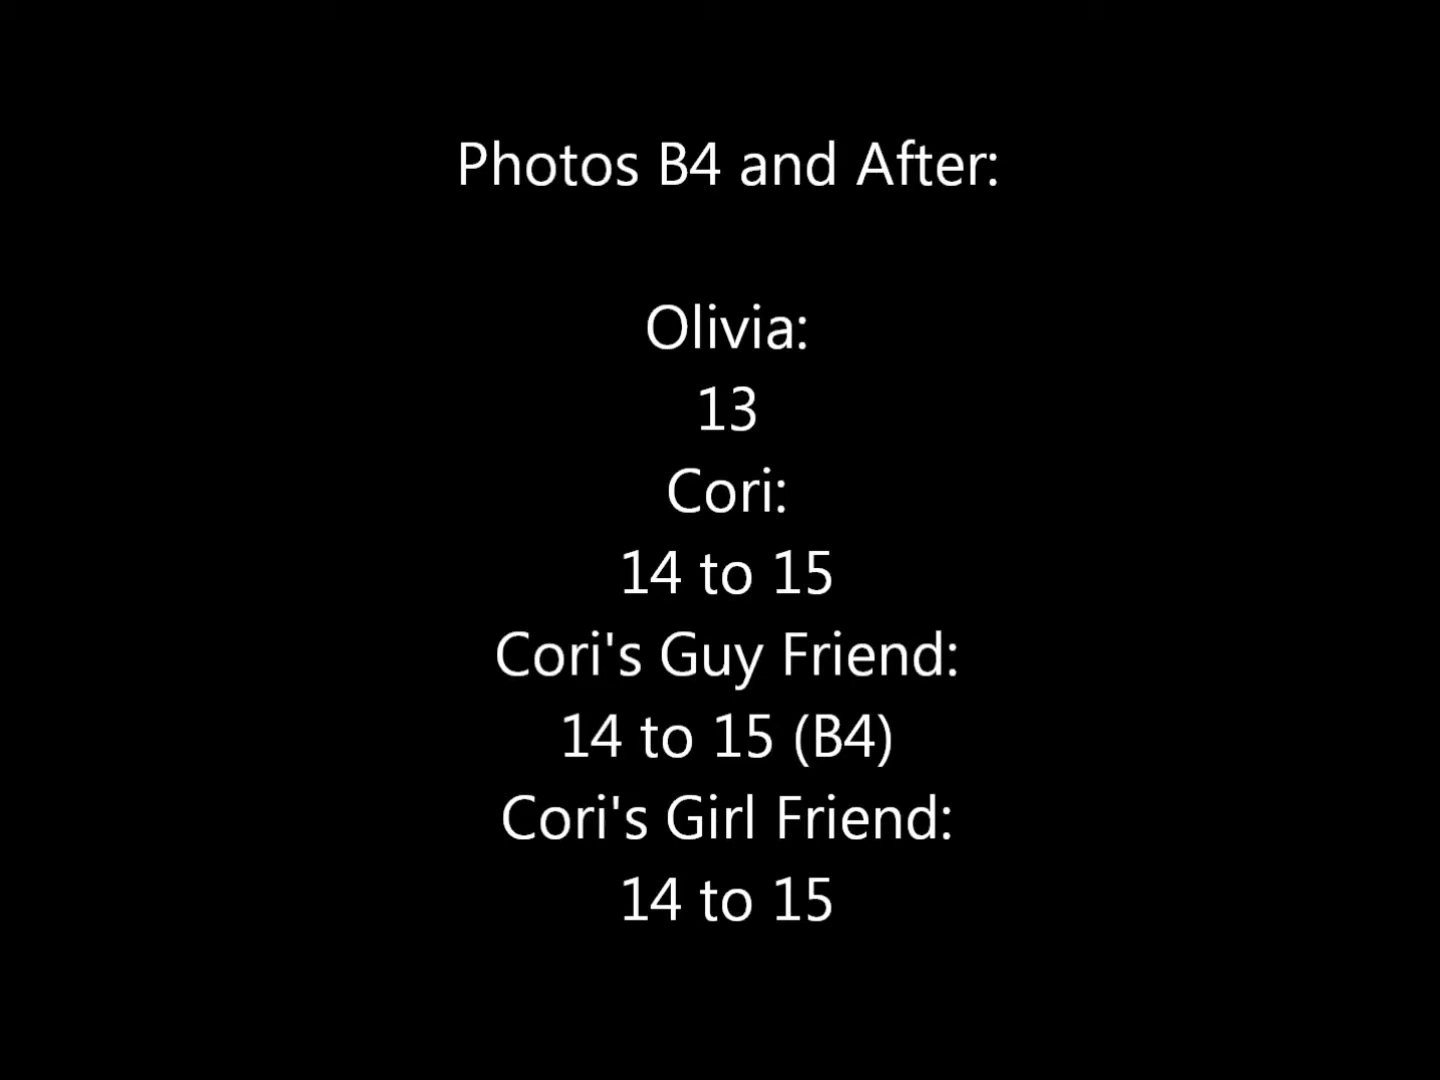 Photos B4 and After:
Olivia:
13
Cori:
14 to 15
Cori's Guy Friend:
14 to 15 (B4)
Cori's Girl Friend:
14 to 15